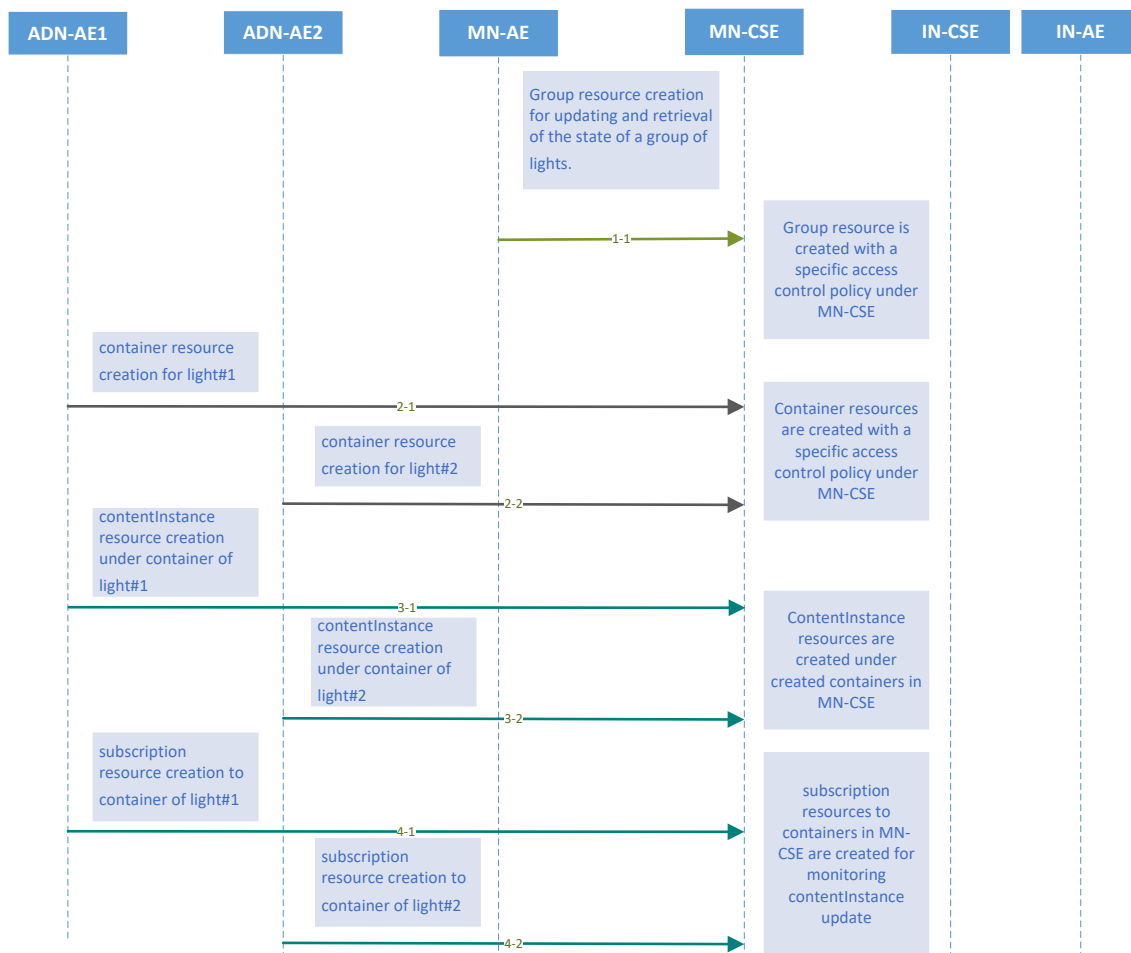 ADN-AE1
ADN-AE2
MN-AE
MN-CSE
IN-CSE
IN-AE
Group resource creation
for updating and retrieval
of the state of a group of
lights.
1-1
Group resource is
created with a
specific access
control policy under
MN-CSE
container resource
creation for light#1
2-1
Container resources
are created with a
specific access
control policy under
MN-CSE
container resource
creation for light#2
2-2
contentInstance
resource creation
under container of
light#1
3-1
ContentInstance
resources are
created under
created containers in
MN-CSE
contentInstance
resource creation
under container of
light#2
3-2
subscription
resource creation to
container of light#1
4-1
subscription
resources to
containers in MN-
CSE are created for
monitoring
contentInstance
update
subscription
resource creation to
container of light#2
4-2